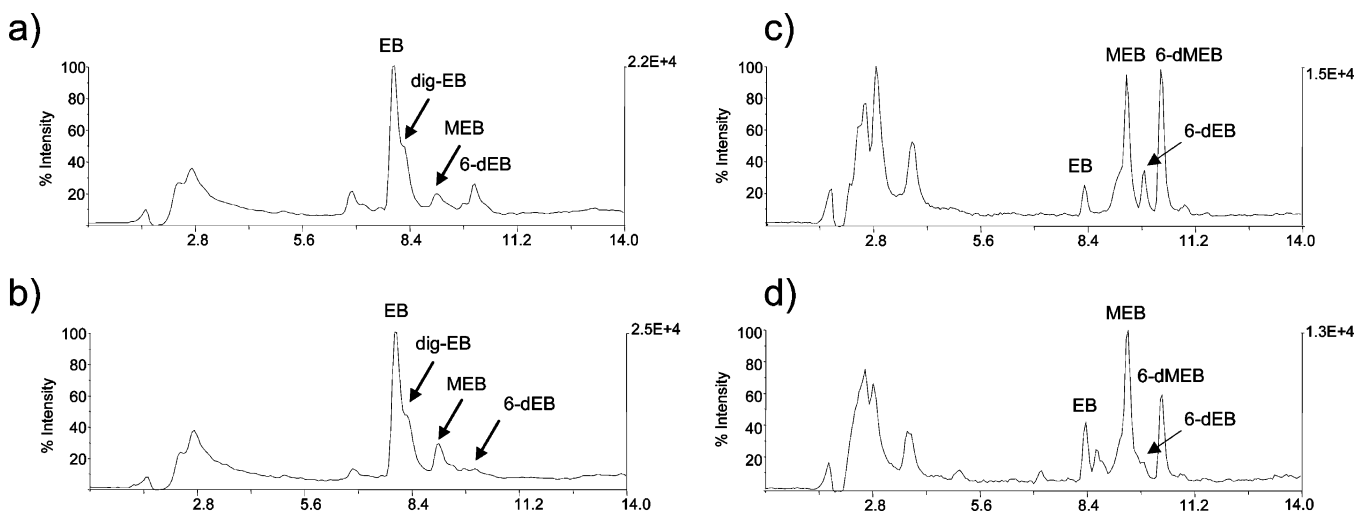 a)
EB
2.2E+4
dig-EB
MEB
6-dEB
100
80
60
40
20
% Intensity
2.8 5.6 8.4 11.2 14.0
c)
MEB 6-dMEB
1.5E+4
6-dEB
EB
100
80
60
40
20
% Intensity
2.8 5.6 8.4 11.2 14.0
b)
EB
2.5E+4
dig-EB
MEB
6-dEB
100
80
60
40
20
% Intensity
2.8 5.6 8.4 11.2 14.0
d)
MEB
1.3E+4
6-dMEB
EB
6-dEB
100
80
60
40
20
% Intensity
2.8 5.6 8.4 11.2 14.0